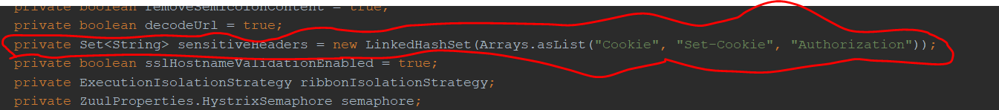 private boolean removeSemicolonContent = true;
private boolean decodeUrl = true;
private Set<String> sensitiveHeaders = new LinkedHashSet(Arrays.asList("Cookie", "Set-Cookie", "Authorization"));
private boolean sslHostnameValidationEnabled = true;
private ExecutionIsolationStrategy ribbonIsolationStrategy;
private ZuulProperties.HystrixSemaphore semaphore;